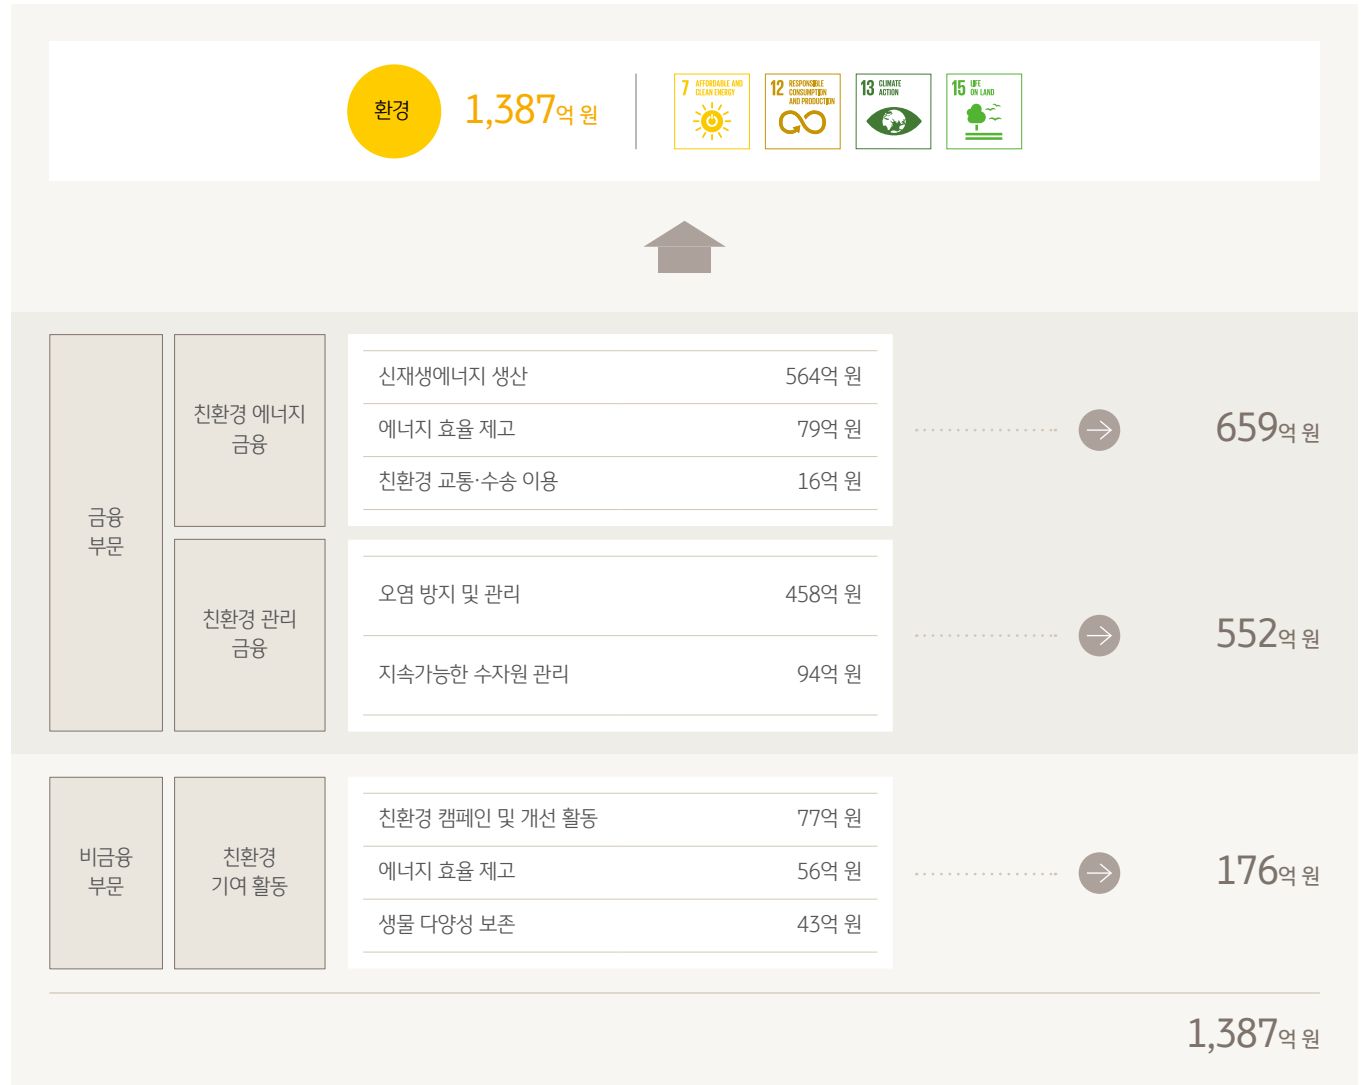 환경
1,387억 원
7 AFFORDABLE AND CLEAN ENERGY
12 RESPONSIBLE CONSUMPTION AND PRODUCTION
13 CLIMATE ACTION
15 LIFE ON LAND
금융
부문
친환경 에너지
금융
신재생에너지 생산 564억 원
에너지 효율 제고 79억 원
친환경 교통·수송 이용 16억 원
659억 원
친환경 관리
금융
오염 방지 및 관리 458억 원
지속가능한 수자원 관리 94억 원
552억 원
비금융
부문
친환경
기여 활동
친환경 캠페인 및 개선 활동 77억 원
에너지 효율 제고 56억 원
생물 다양성 보존 43억 원
176억 원
1,387억 원